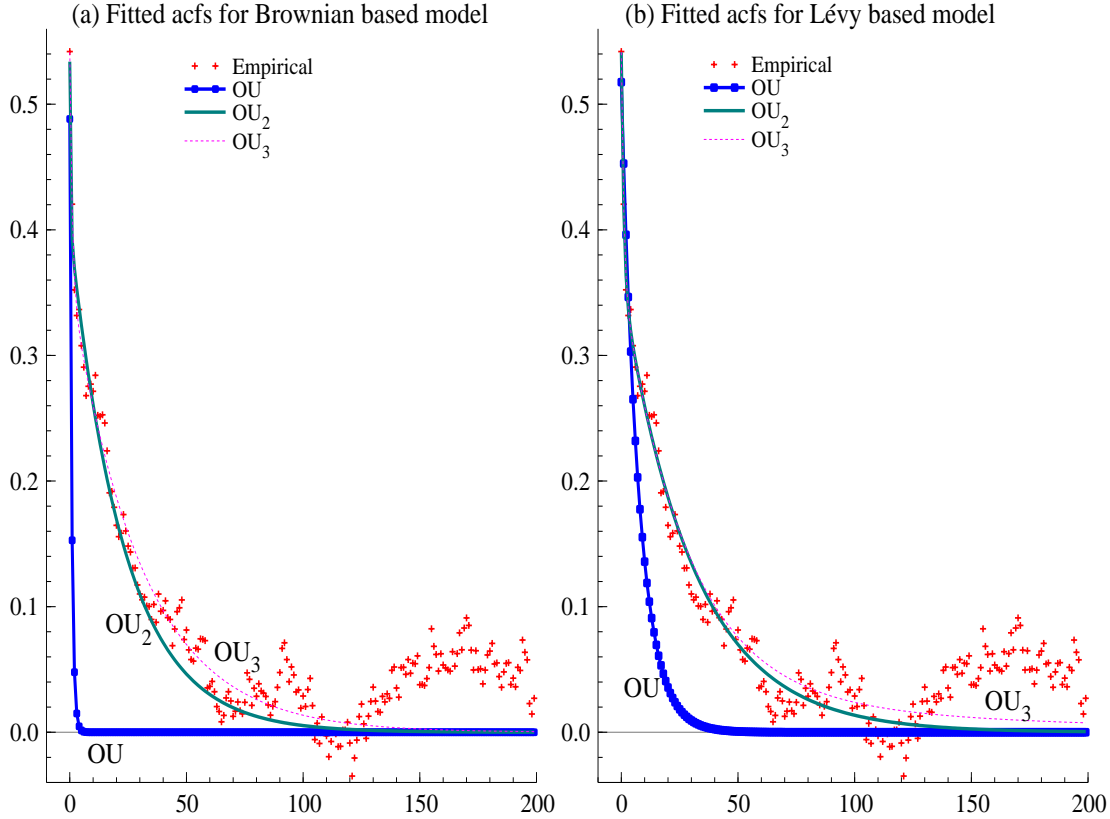 (a) Fitted acfs for Brownian based model
Empirical
OU
OU2
OU3
0.5
0.4
0.3
0.2
0.1
0.0
OU2
OU3
OU
0 50 100 150 200
(b) Fitted acfs for Lévy based model
Empirical
OU
OU2
OU3
0.5
0.4
0.3
0.2
0.1
0.0
OU
OU3
0 50 100 150 200